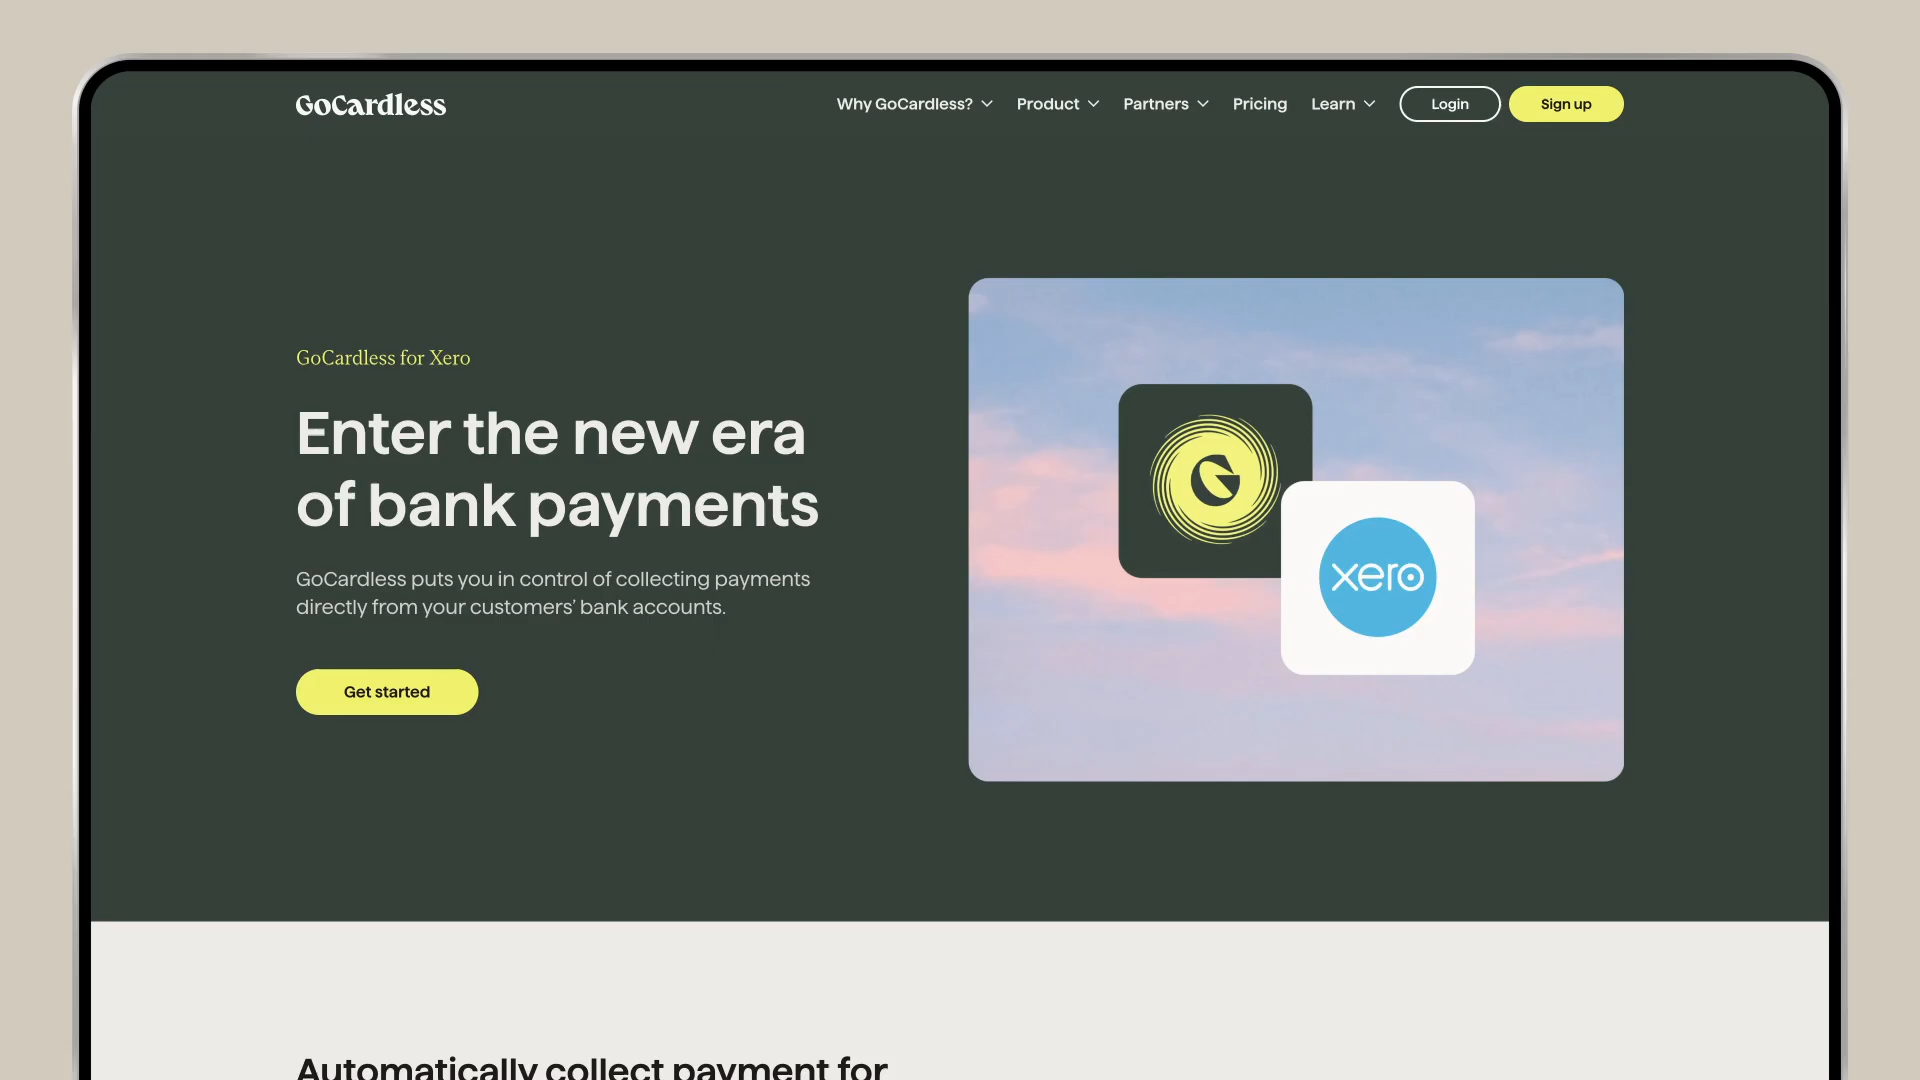 GoCardless
Why GoCardless?
Product
Partners
Pricing
Learn
Login
Sign up
GoCardless for Xero
Enter the new era
of bank payments
GoCardless puts you in control of collecting payments
directly from your customers’ bank accounts.
Get started
G
xero
Automatically collect payment for